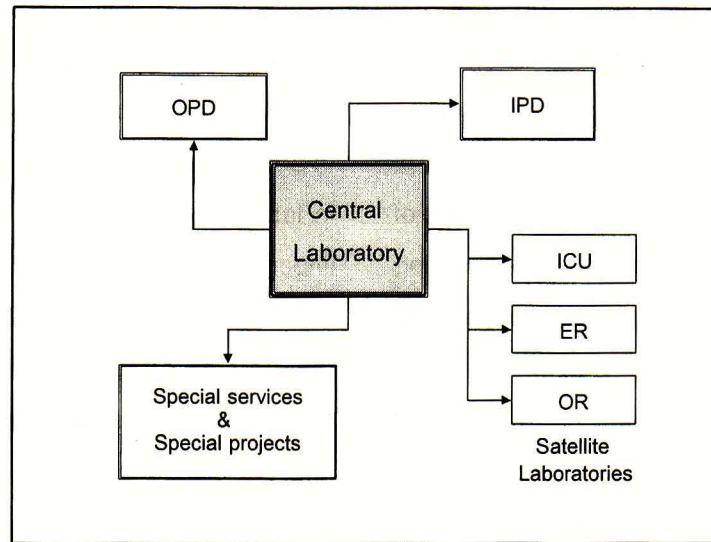 OPD
IPD
Central
Laboratory
ICU
ER
OR
Special services
&
Special projects
Satellite
Laboratories